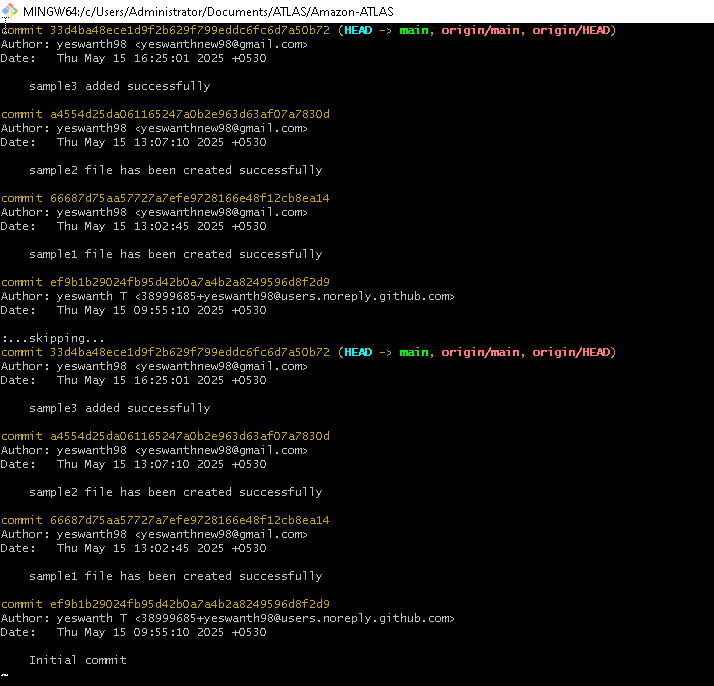 MINGW64:/c/Users/Administrator/Documents/ATLAS/Amazon-ATLAS
commit 33d4ba48ece1d9f2b629f799eddc6fc6d7a50b72 (HEAD -> main, origin/main, origin/HEAD)
Author: yeswanth98 <yeswanthnew98@gmail.com>
Date:   Thu May 15 16:25:01 2025 +0530
sample3 added successfully
commit a4554d25da061165247a0b2e963d63af07a7830d
Author: yeswanth98 <yeswanthnew98@gmail.com>
Date:   Thu May 15 13:07:10 2025 +0530
sample2 file has been created successfully
commit 66687d75aa57727a7efe9728166e48f12cb8ea14
Author: yeswanth98 <yeswanthnew98@gmail.com>
Date:   Thu May 15 13:02:45 2025 +0530
sample1 file has been created successfully
commit ef9b1b29024fb95d42b0a7a4b2a8249596d8f2d9
Author: yeswanth T <38999685+yeswanth98@users.noreply.github.com>
Date:   Thu May 15 09:55:10 2025 +0530
:...skipping...
commit 33d4ba48ece1d9f2b629f799eddc6fc6d7a50b72 (HEAD -> main, origin/main, origin/HEAD)
Author: yeswanth98 <yeswanthnew98@gmail.com>
Date:   Thu May 15 16:25:01 2025 +0530
sample3 added successfully
commit a4554d25da061165247a0b2e963d63af07a7830d
Author: yeswanth98 <yeswanthnew98@gmail.com>
Date:   Thu May 15 13:07:10 2025 +0530
sample2 file has been created successfully
commit 66687d75aa57727a7efe9728166e48f12cb8ea14
Author: yeswanth98 <yeswanthnew98@gmail.com>
Date:   Thu May 15 13:02:45 2025 +0530
sample1 file has been created successfully
commit ef9b1b29024fb95d42b0a7a4b2a8249596d8f2d9
Author: yeswanth T <38999685+yeswanth98@users.noreply.github.com>
Date:   Thu May 15 09:55:10 2025 +0530
Initial commit
~